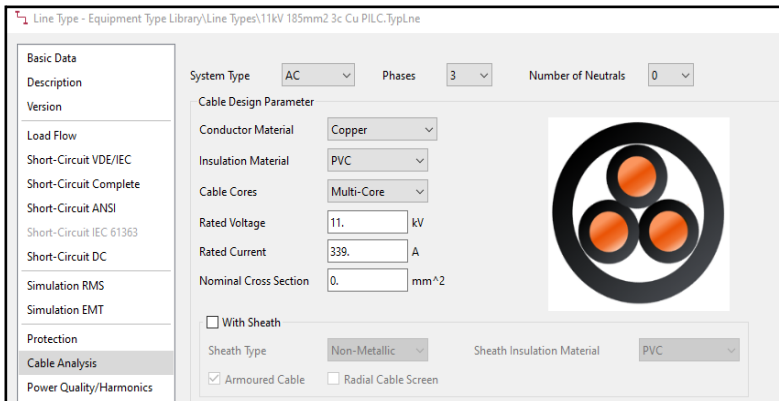 Line Type - Equipment Type Library\Line Types\11kV 185mm2 3c Cu PILC.TypLne
Basic Data
Description
Version
Load Flow
Short-Circuit VDE/IEC
Short-Circuit Complete
Short-Circuit ANSI
Short-Circuit IEC 61363
Short-Circuit DC
Simulation RMS
Simulation EMT
Protection
Cable Analysis
Power Quality/Harmonics
System Type AC Phases 3 Number of Neutrals 0
Cable Design Parameter
Conductor Material Copper
Insulation Material PVC
Cable Cores Multi-Core
Rated Voltage 11. kV
Rated Current 339. A
Nominal Cross Section 0. mm^2
With Sheath
Sheath Type Non-Metallic Sheath Insulation Material PVC
Armoured Cable Radial Cable Screen